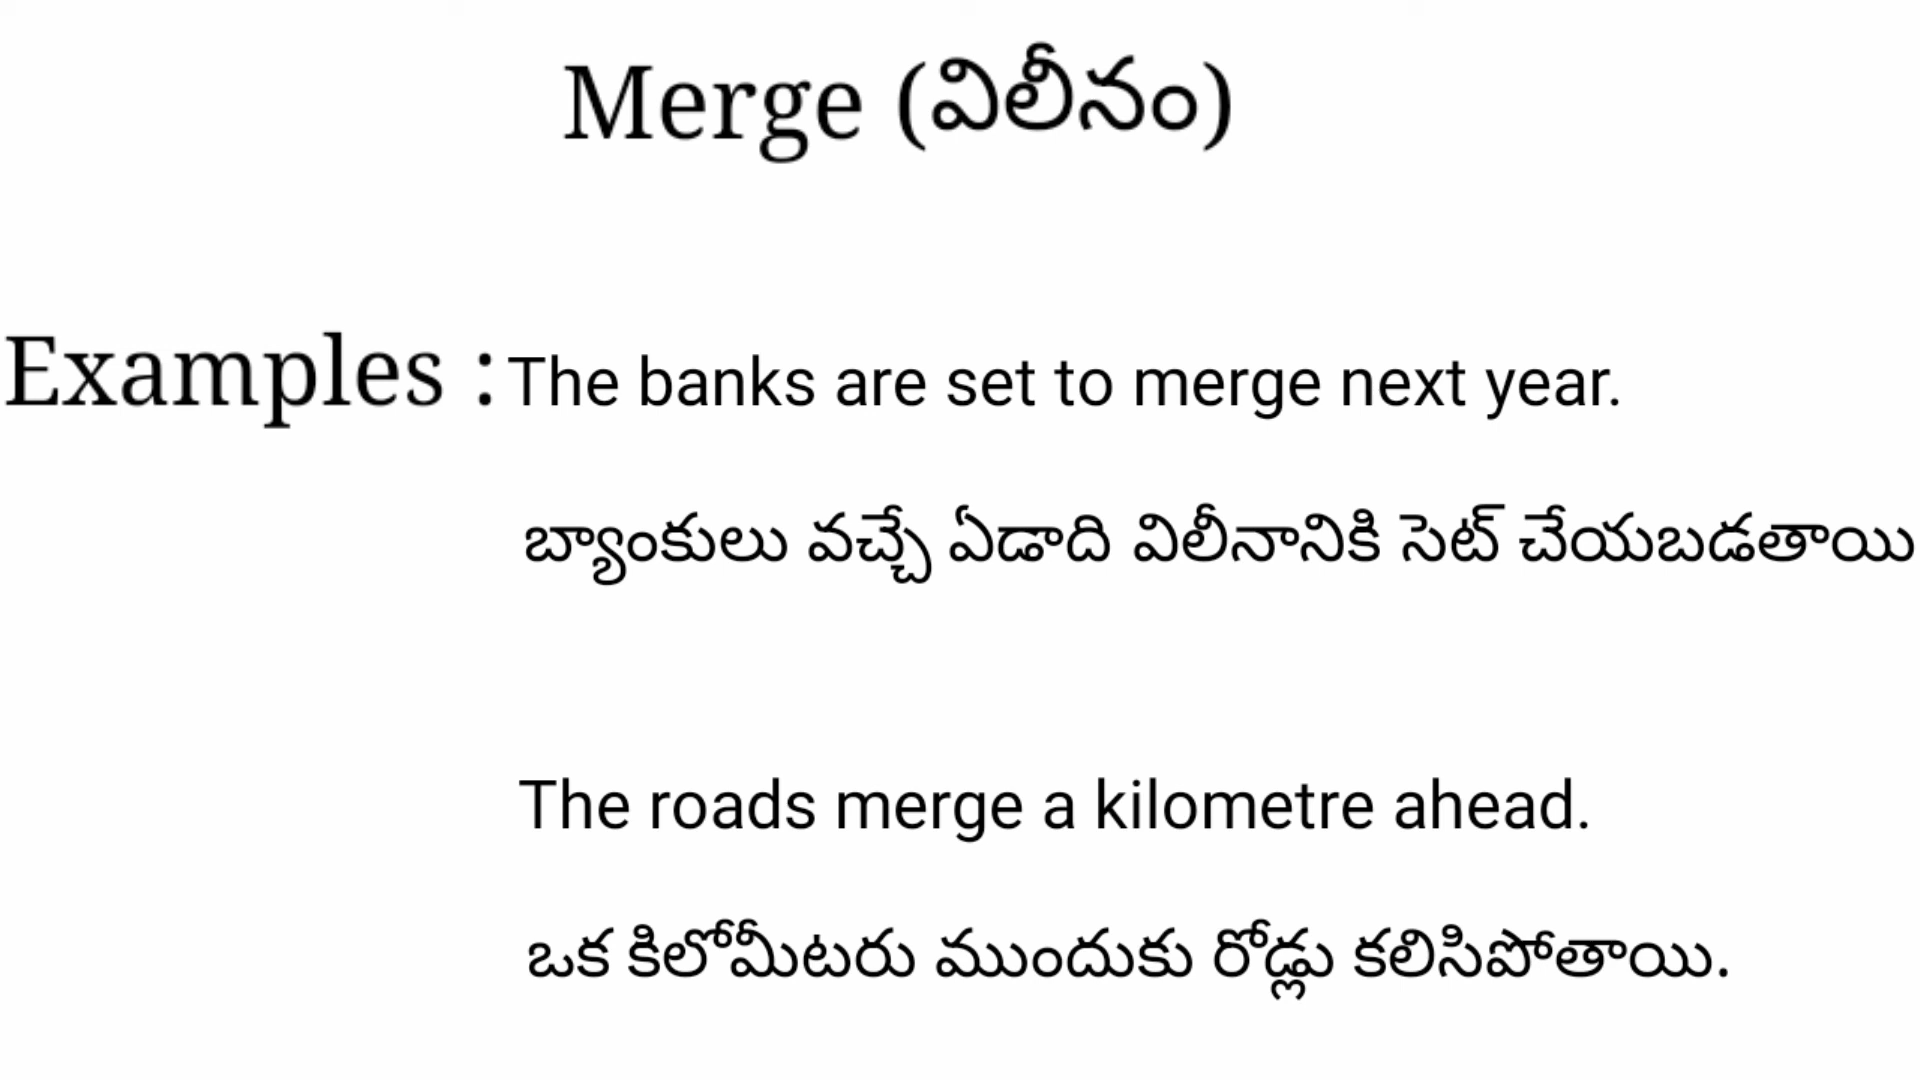 Merge (విలీనం)
Examples : The banks are set to merge next year.
బ్యాంకులు వచ్చే ఏడాది విలీనానికి సెట్ చేయబడతాయి
The roads merge a kilometre ahead.
ఒక కిలోమీటరు ముందుకు రోడ్లు కలిసిపోతాయి.